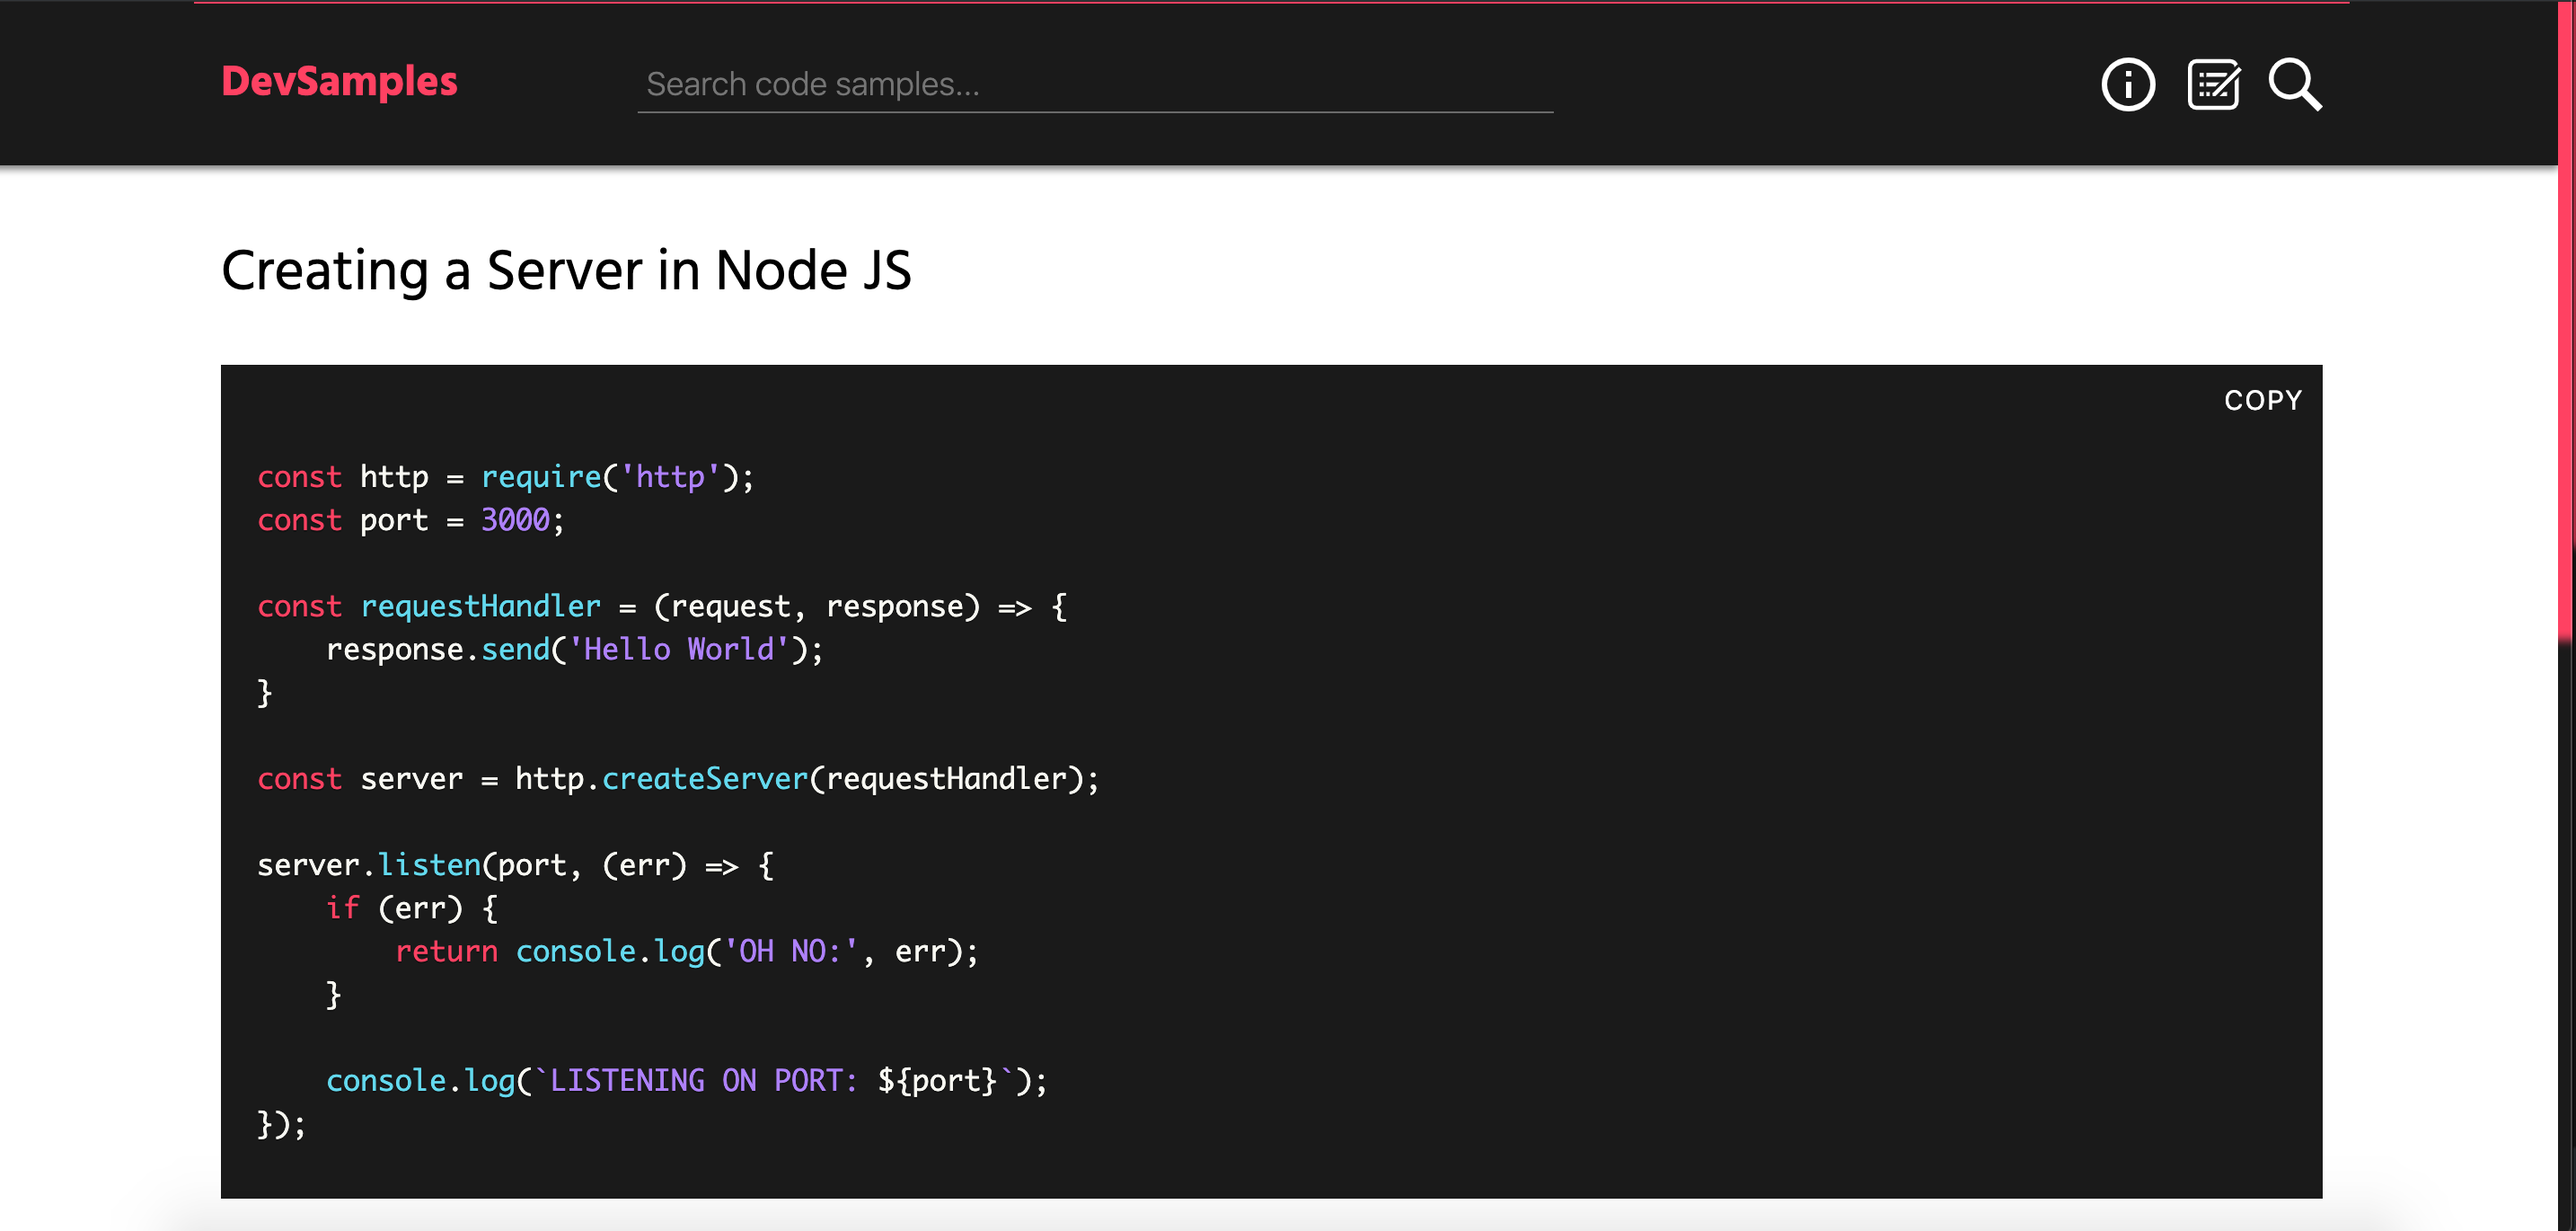 DevSamples
Search code samples...
Creating a Server in Node JS
COPY
const http = require('http');
const port = 3000;
const requestHandler = (request, response) => {
    response.send('Hello World');
}
const server = http.createServer(requestHandler);
server.listen(port, (err) => {
    if (err) {
        return console.log('OH NO:', err);
    }
    console.log(`LISTENING ON PORT: ${port}`);
});